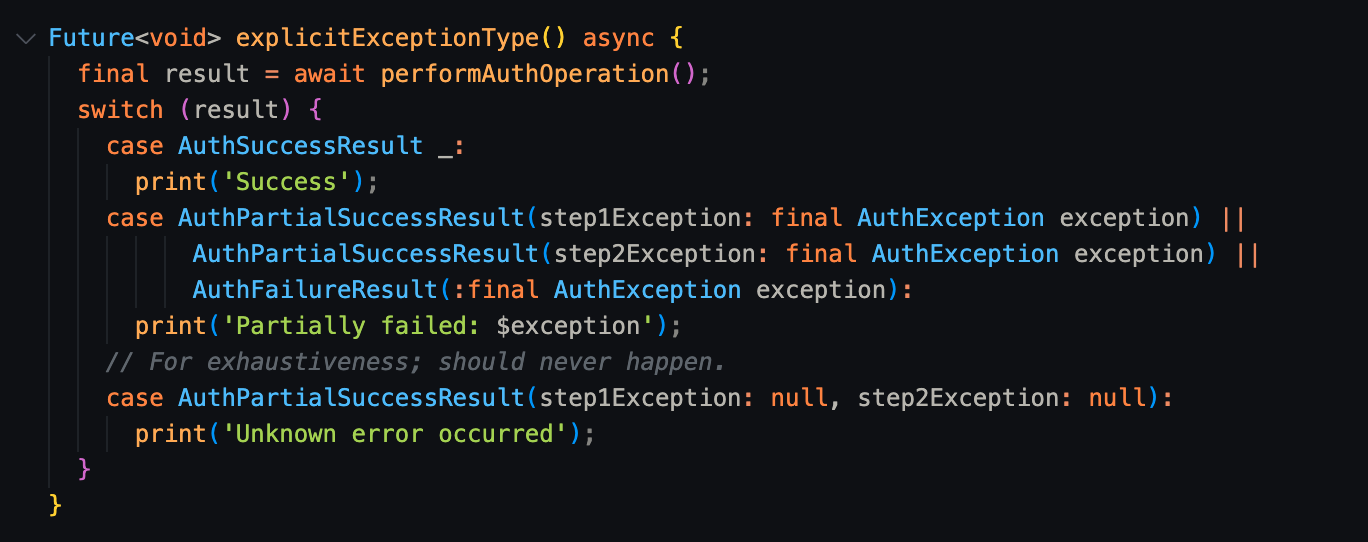 Future<void> explicitExceptionType() async {
  final result = await performAuthOperation();
  switch (result) {
    case AuthSuccessResult _:
      print('Success');
    case AuthPartialSuccessResult(step1Exception: final AuthException exception) ||
          AuthPartialSuccessResult(step2Exception: final AuthException exception) ||
          AuthFailureResult(:final AuthException exception):
      print('Partially failed: $exception');
    // For exhaustiveness; should never happen.
    case AuthPartialSuccessResult(step1Exception: null, step2Exception: null):
      print('Unknown error occurred');
  }
}